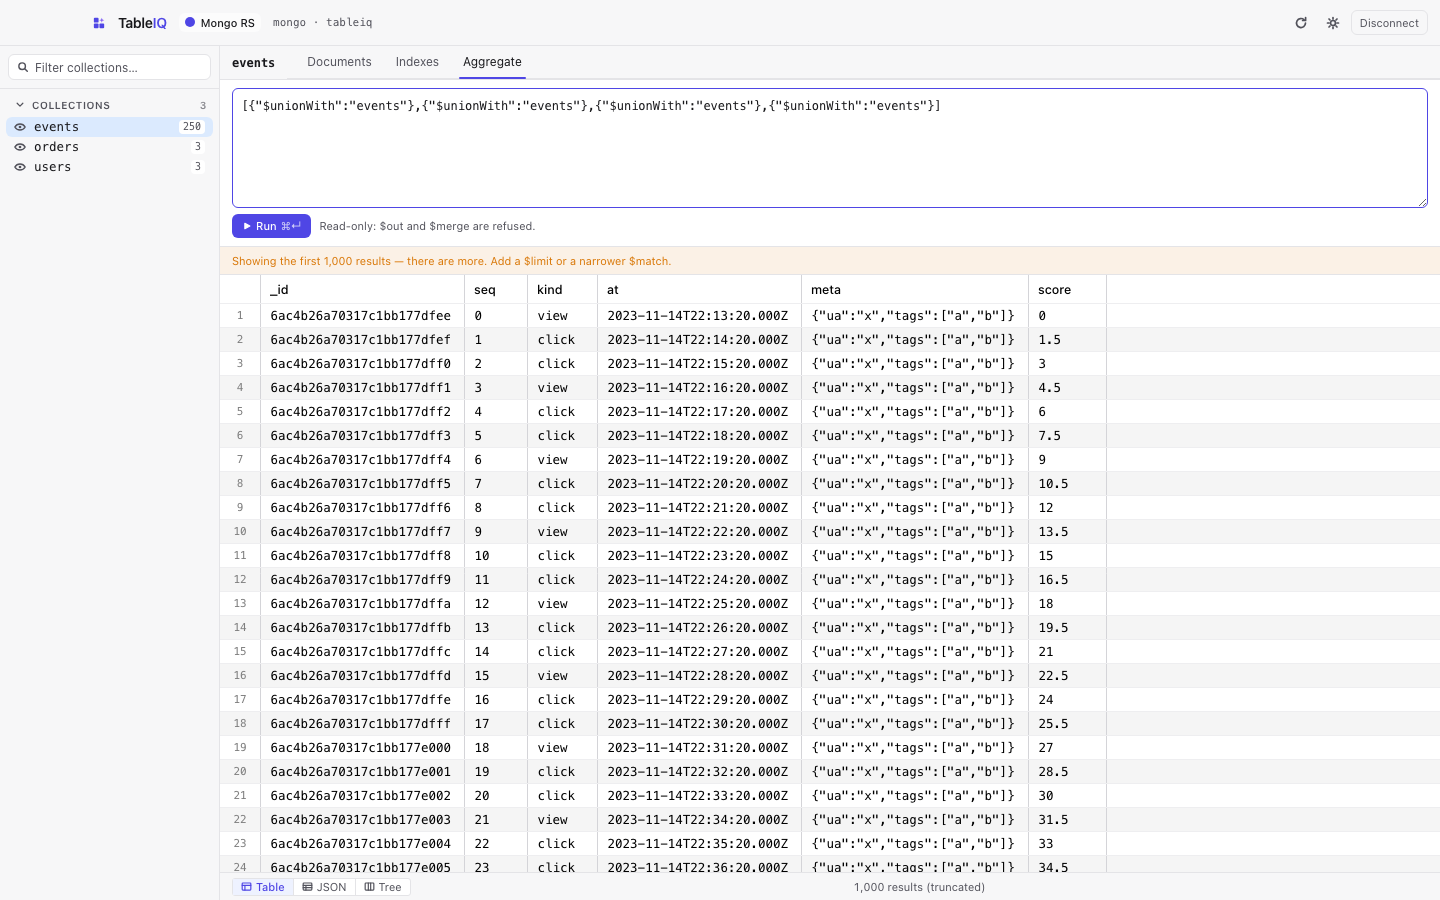 TableIQ Mongo RS mongo · tableiq Disconnect
Filter collections...
COLLECTIONS 3
events 250
orders 3
users 3
events Documents Indexes Aggregate
[{"$unionWith":"events"},{"$unionWith":"events"},{"$unionWith":"events"},{"$unionWith":"events"}]
Run ⌘↵ Read-only: $out and $merge are refused.
Showing the first 1,000 results — there are more. Add a $limit or a narrower $match.
_id seq kind at meta score
1 6ac4b26a70317c1bb177dfee 0 view 2023-11-14T22:13:20.000Z {"ua":"x","tags":["a","b"]} 0
2 6ac4b26a70317c1bb177dfef 1 click 2023-11-14T22:14:20.000Z {"ua":"x","tags":["a","b"]} 1.5
3 6ac4b26a70317c1bb177dff0 2 click 2023-11-14T22:15:20.000Z {"ua":"x","tags":["a","b"]} 3
4 6ac4b26a70317c1bb177dff1 3 view 2023-11-14T22:16:20.000Z {"ua":"x","tags":["a","b"]} 4.5
5 6ac4b26a70317c1bb177dff2 4 click 2023-11-14T22:17:20.000Z {"ua":"x","tags":["a","b"]} 6
6 6ac4b26a70317c1bb177dff3 5 click 2023-11-14T22:18:20.000Z {"ua":"x","tags":["a","b"]} 7.5
7 6ac4b26a70317c1bb177dff4 6 view 2023-11-14T22:19:20.000Z {"ua":"x","tags":["a","b"]} 9
8 6ac4b26a70317c1bb177dff5 7 click 2023-11-14T22:20:20.000Z {"ua":"x","tags":["a","b"]} 10.5
9 6ac4b26a70317c1bb177dff6 8 click 2023-11-14T22:21:20.000Z {"ua":"x","tags":["a","b"]} 12
10 6ac4b26a70317c1bb177dff7 9 view 2023-11-14T22:22:20.000Z {"ua":"x","tags":["a","b"]} 13.5
11 6ac4b26a70317c1bb177dff8 10 click 2023-11-14T22:23:20.000Z {"ua":"x","tags":["a","b"]} 15
12 6ac4b26a70317c1bb177dff9 11 click 2023-11-14T22:24:20.000Z {"ua":"x","tags":["a","b"]} 16.5
13 6ac4b26a70317c1bb177dffa 12 view 2023-11-14T22:25:20.000Z {"ua":"x","tags":["a","b"]} 18
14 6ac4b26a70317c1bb177dffb 13 click 2023-11-14T22:26:20.000Z {"ua":"x","tags":["a","b"]} 19.5
15 6ac4b26a70317c1bb177dffc 14 click 2023-11-14T22:27:20.000Z {"ua":"x","tags":["a","b"]} 21
16 6ac4b26a70317c1bb177dffd 15 view 2023-11-14T22:28:20.000Z {"ua":"x","tags":["a","b"]} 22.5
17 6ac4b26a70317c1bb177dffe 16 click 2023-11-14T22:29:20.000Z {"ua":"x","tags":["a","b"]} 24
18 6ac4b26a70317c1bb177dfff 17 click 2023-11-14T22:30:20.000Z {"ua":"x","tags":["a","b"]} 25.5
19 6ac4b26a70317c1bb177e000 18 view 2023-11-14T22:31:20.000Z {"ua":"x","tags":["a","b"]} 27
20 6ac4b26a70317c1bb177e001 19 click 2023-11-14T22:32:20.000Z {"ua":"x","tags":["a","b"]} 28.5
21 6ac4b26a70317c1bb177e002 20 click 2023-11-14T22:33:20.000Z {"ua":"x","tags":["a","b"]} 30
22 6ac4b26a70317c1bb177e003 21 view 2023-11-14T22:34:20.000Z {"ua":"x","tags":["a","b"]} 31.5
23 6ac4b26a70317c1bb177e004 22 click 2023-11-14T22:35:20.000Z {"ua":"x","tags":["a","b"]} 33
24 6ac4b26a70317c1bb177e005 23 click 2023-11-14T22:36:20.000Z {"ua":"x","tags":["a","b"]} 34.5
Table JSON Tree 1,000 results (truncated)